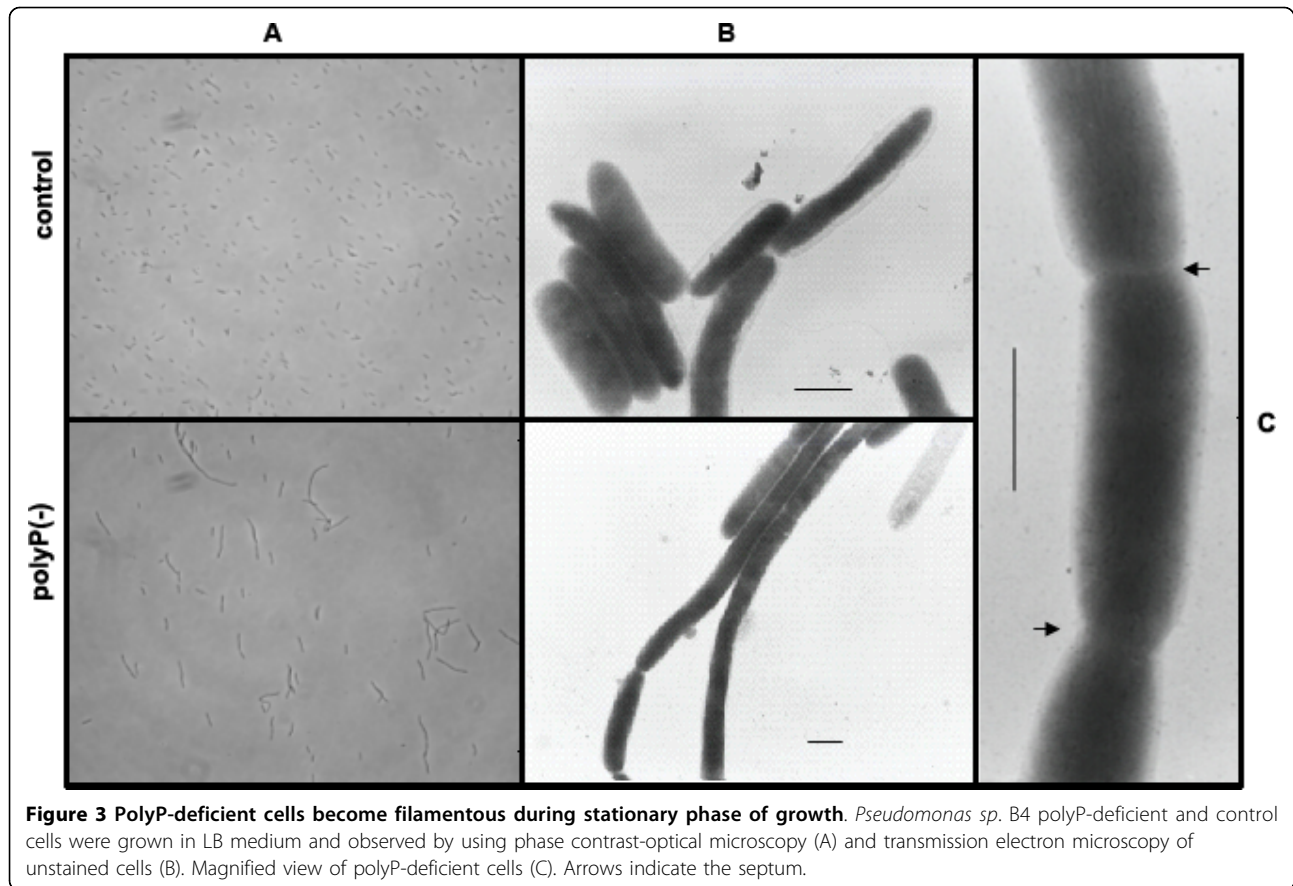 A
B
control
polyP(-)
C
Figure 3 PolyP-deficient cells become filamentous during stationary phase of growth. Pseudomonas sp. B4 polyP-deficient and control
cells were grown in LB medium and observed by using phase contrast-optical microscopy (A) and transmission electron microscopy of
unstained cells (B). Magnified view of polyP-deficient cells (C). Arrows indicate the septum.